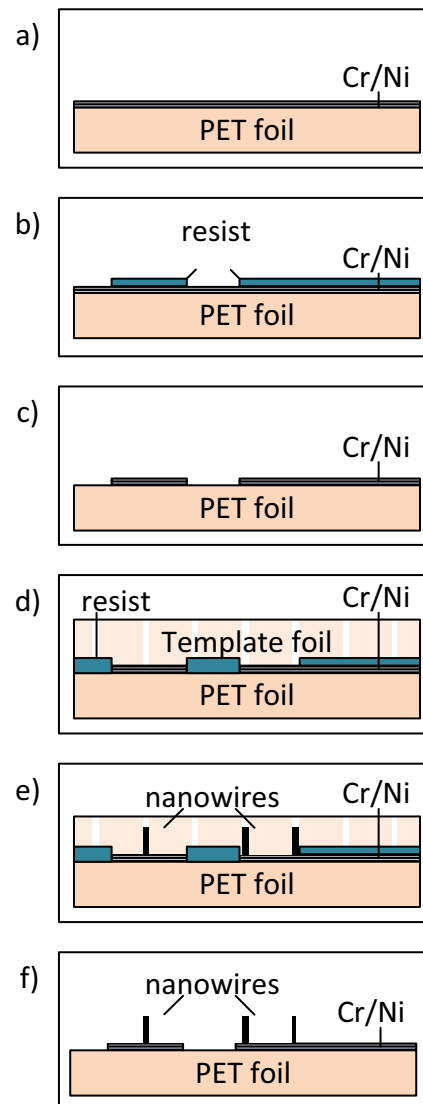 a)
Cr/Ni
PET foil
b)
resist
Cr/Ni
PET foil
c)
Cr/Ni
PET foil
d)
resist
Cr/Ni
Template foil
PET foil
e)
nanowires
Cr/Ni
PET foil
f)
nanowires
Cr/Ni
PET foil